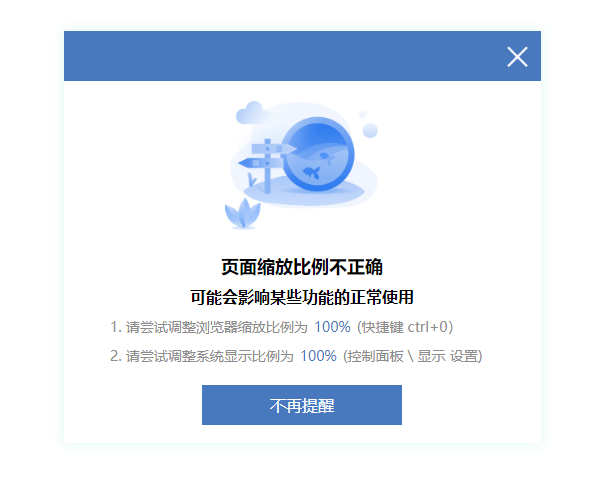 页面缩放比例不正确
可能会影响某些功能的正常使用
1. 请尝试调整浏览器缩放比例为 100% (快捷键 ctrl+0)
2. 请尝试调整系统显示比例为 100% (控制面板 \ 显示 设置)
不再提醒